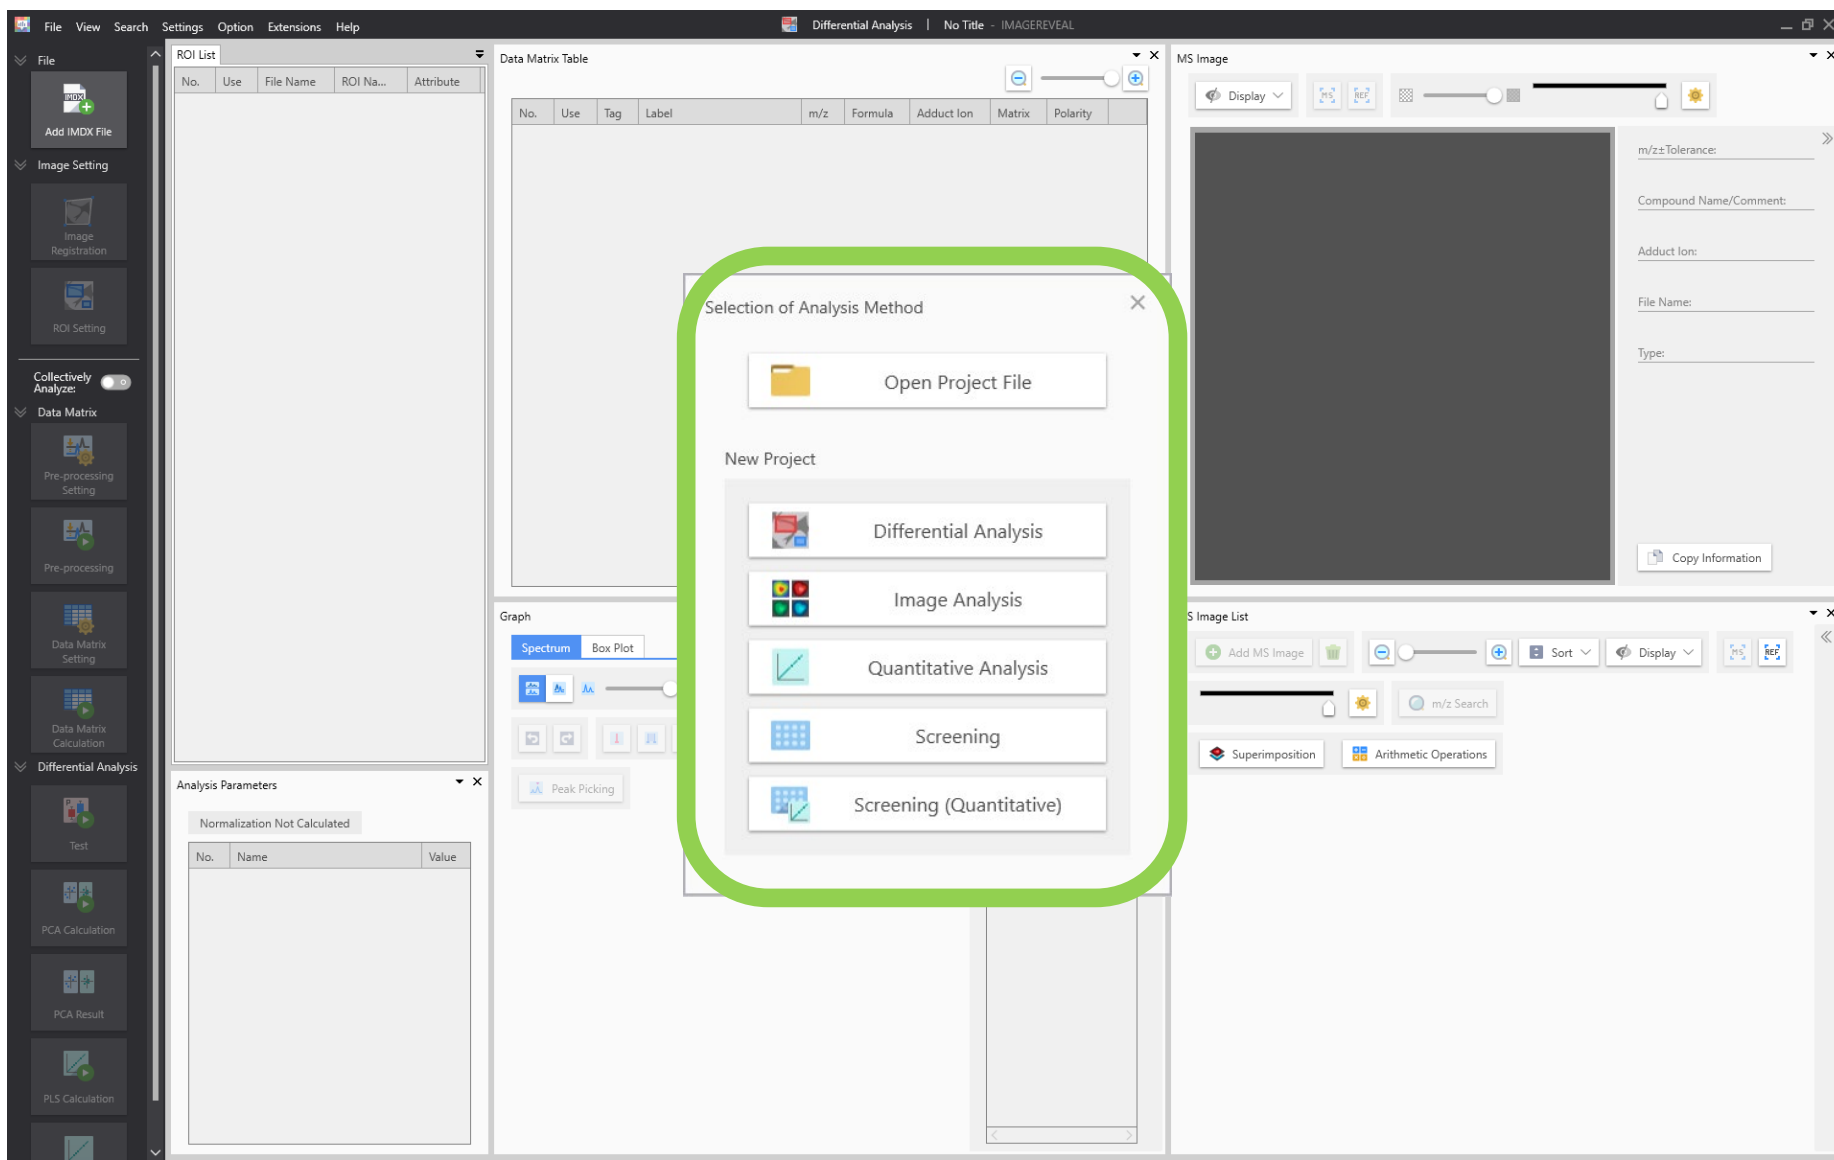 File View Search Settings Option Extensions Help
Differential Analysis | No Title - IMAGEREVEAL
File
IMDX
Add IMDX File
Image Setting
Image
Registration
ROI Setting
Collectively
Analyze:
Data Matrix
Pre-processing
Setting
Pre-processing
Data Matrix
Setting
Data Matrix
Calculation
Differential Analysis
Test
PCA Calculation
PCA Result
PLS Calculation
ROI List
No. Use File Name ROI Na... Attribute
Analysis Parameters
Normalization Not Calculated
No. Name Value
Data Matrix Table
No. Use Tag Label m/z Formula Adduct Ion Matrix Polarity
Graph
Spectrum Box Plot
Peak Picking
Selection of Analysis Method
Open Project File
New Project
Differential Analysis
Image Analysis
Quantitative Analysis
Screening
Screening (Quantitative)
MS Image
Display MS REF
m/z±Tolerance:
Compound Name/Comment:
Adduct Ion:
File Name:
Type:
Copy Information
S Image List
Add MS Image Sort Display MS REF
m/z Search
Superimposition Arithmetic Operations